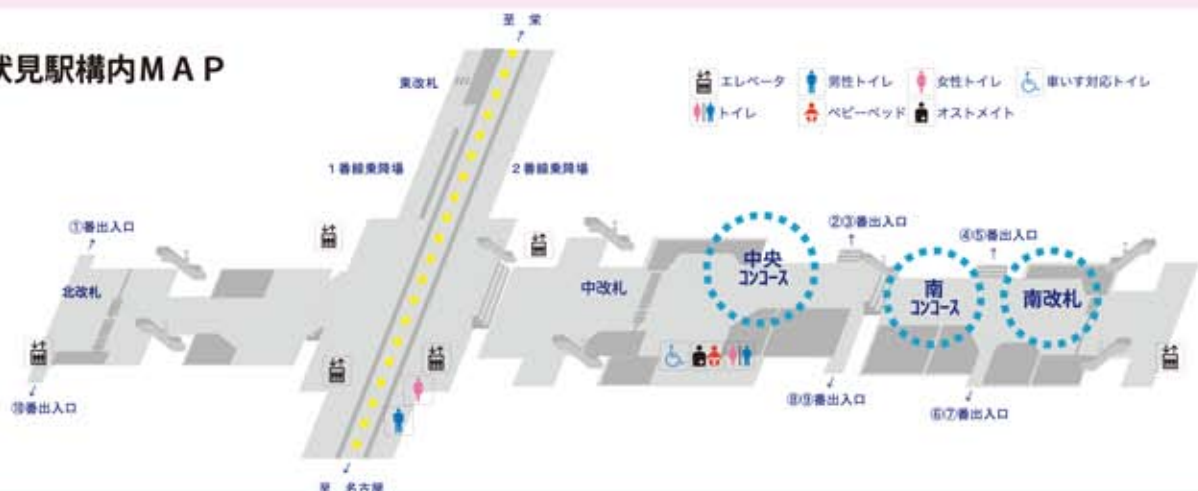 伏見駅構内MAP
至 栄
東改札
エレベータ 男性トイレ 女性トイレ 車いす対応トイレ
トイレ ベビーベッド オストメイト
1番線乗降場
2番線乗降場
①番出入口
②③番出入口
④⑤番出入口
北改札
中改札
中央
コンコース
南
コンコース
南改札
⑩番出入口
⑧⑨番出入口
⑥⑦番出入口
至 名古屋